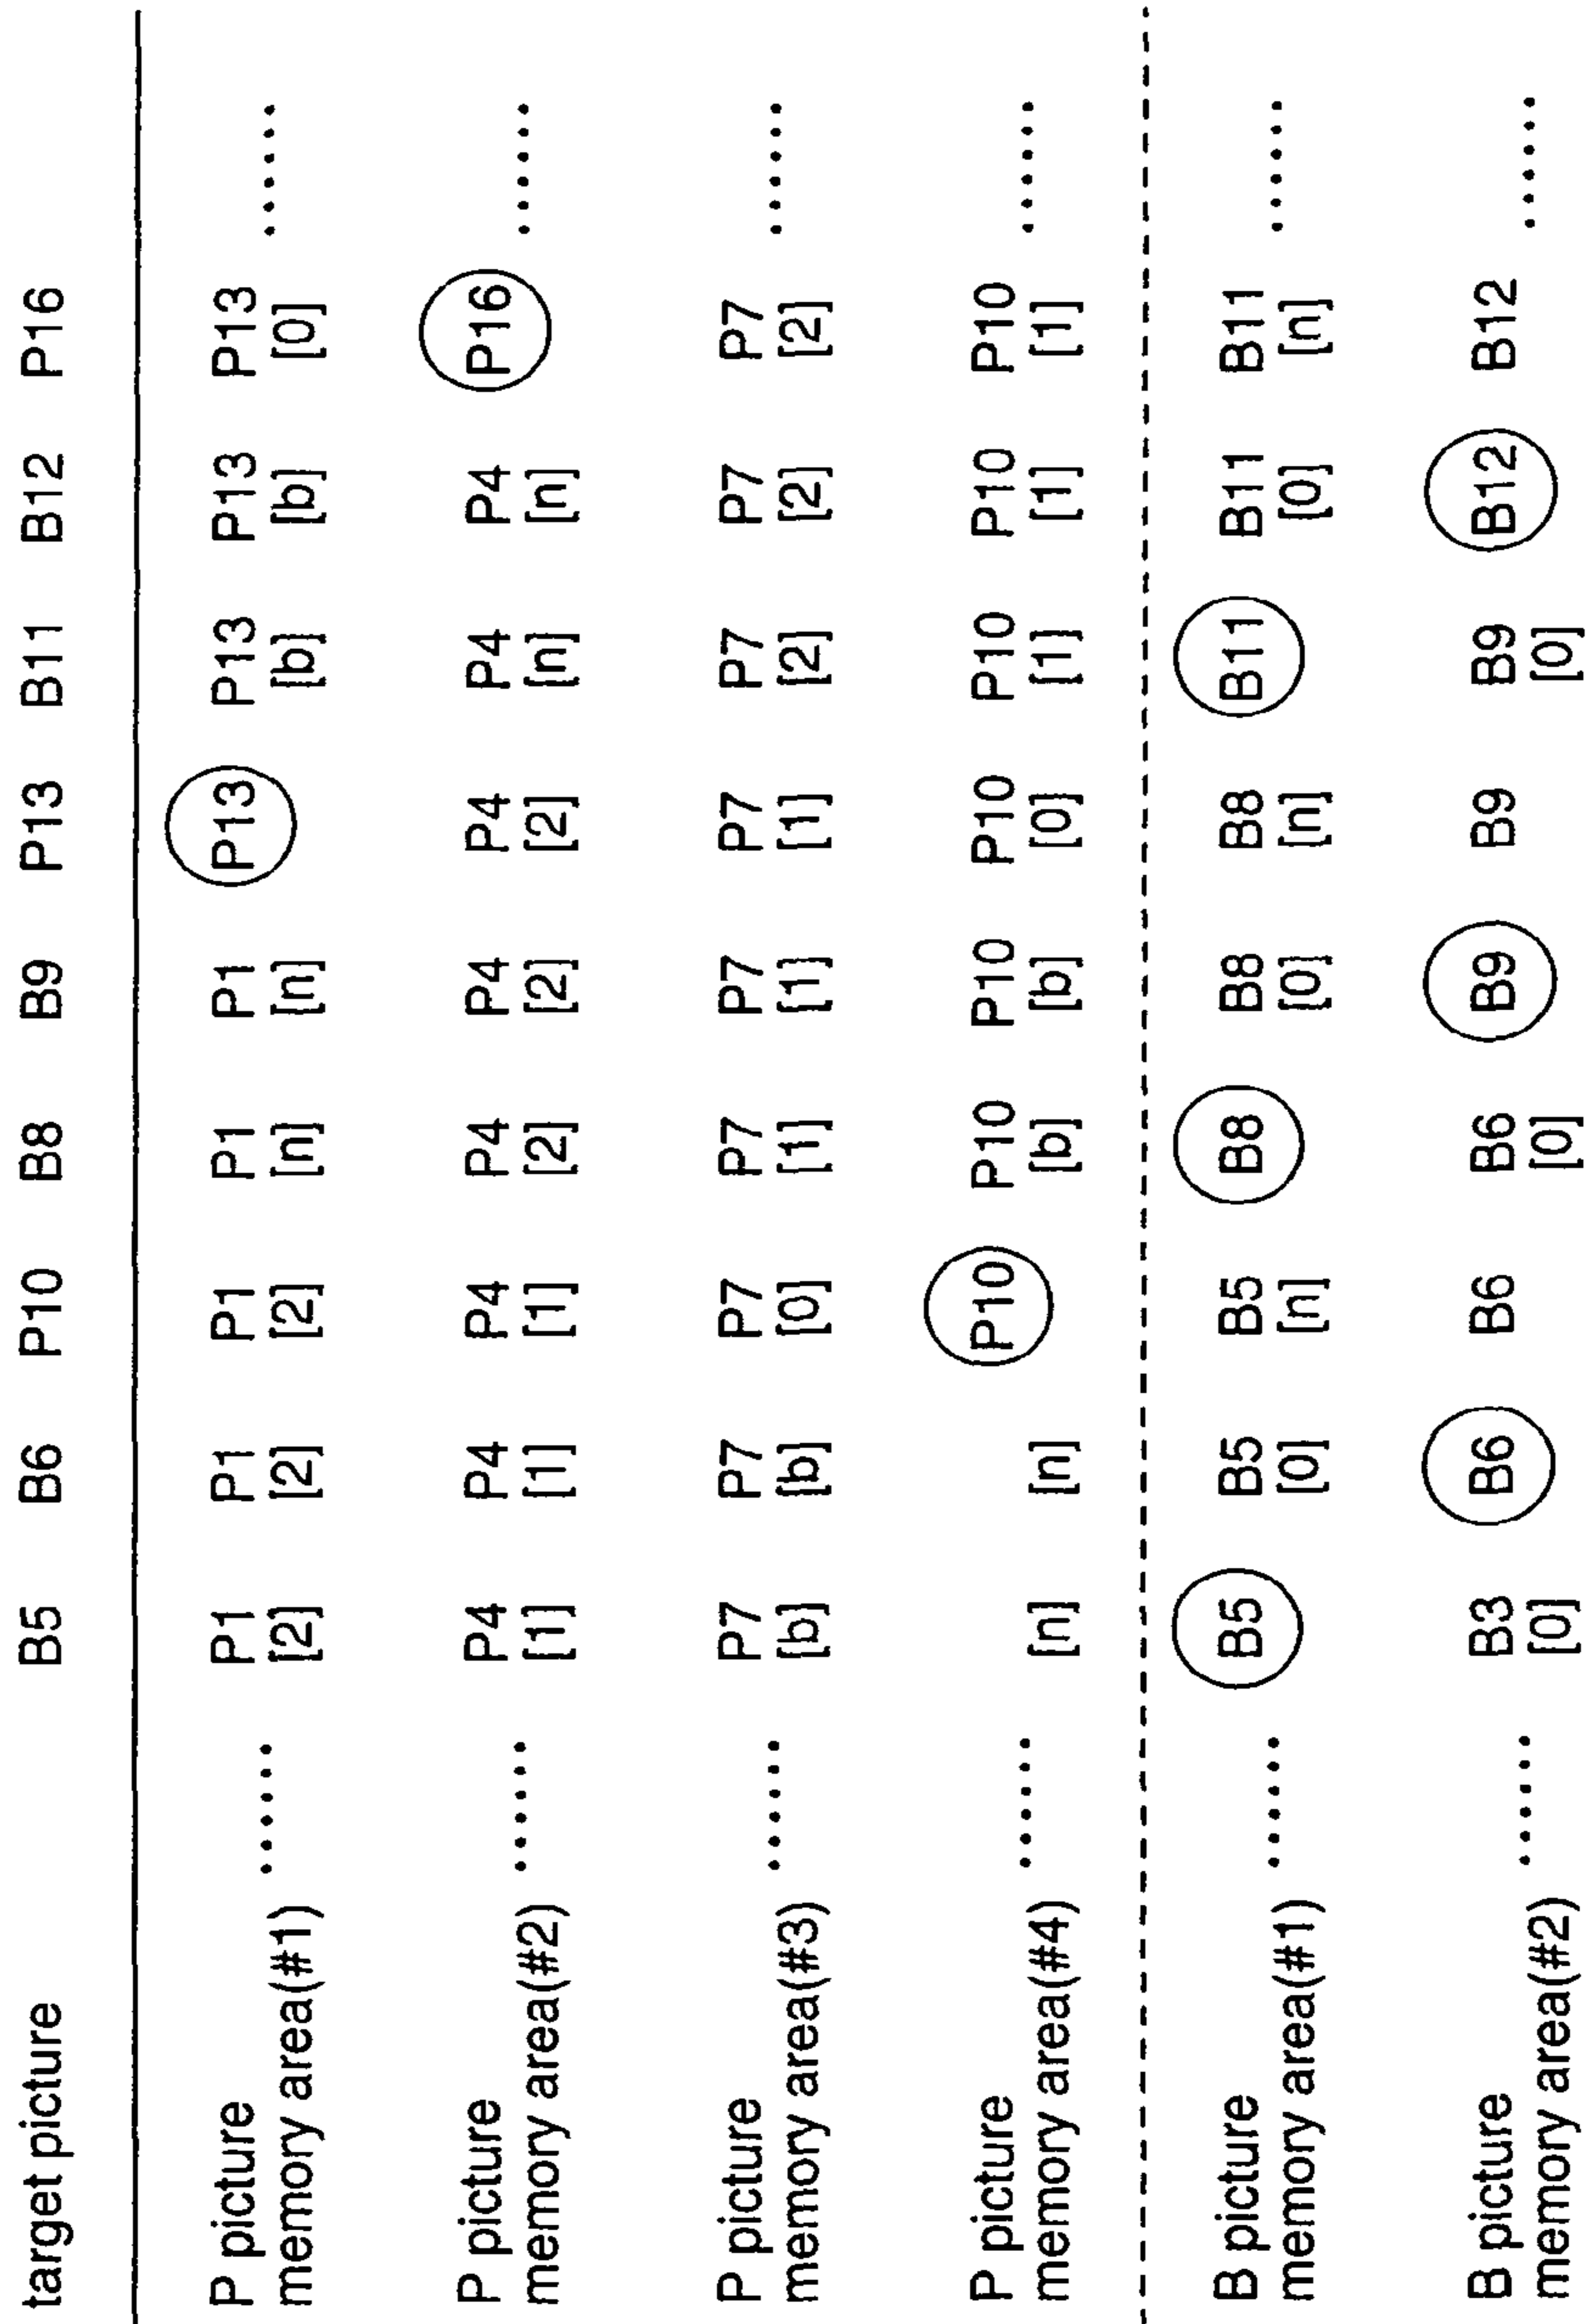 target picture B5 B6 P10 B8 B9 P13 B11 B12 P16
P picture ...... P1 P1 P1 P1 P1 P13 P13 P13 P13 ......
memory area(#1) [2] [2] [2] [n] [n] [b] [b] [0]
P picture ...... P4 P4 P4 P4 P4 P4 P4 P4 P16 ......
memory area(#2) [1] [1] [1] [2] [2] [2] [n] [n]
P picture ...... P7 P7 P7 P7 P7 P7 P7 P7 P7 ......
memory area(#3) [b] [b] [0] [1] [1] [1] [2] [2] [2]
P picture ...... P10 P10 P10 P10 P10 P10 P10 ......
memory area(#4) [n] [n] [b] [b] [0] [1] [1] [1]
B picture ...... B5 B5 B5 B8 B8 B8 B11 B11 B11 ......
memory area(#1) [0] [n] [0] [n] [0] [n]
B picture ...... B3 B6 B6 B6 B9 B9 B9 B12 B12 ......
memory area(#2) [0] [0] [0]